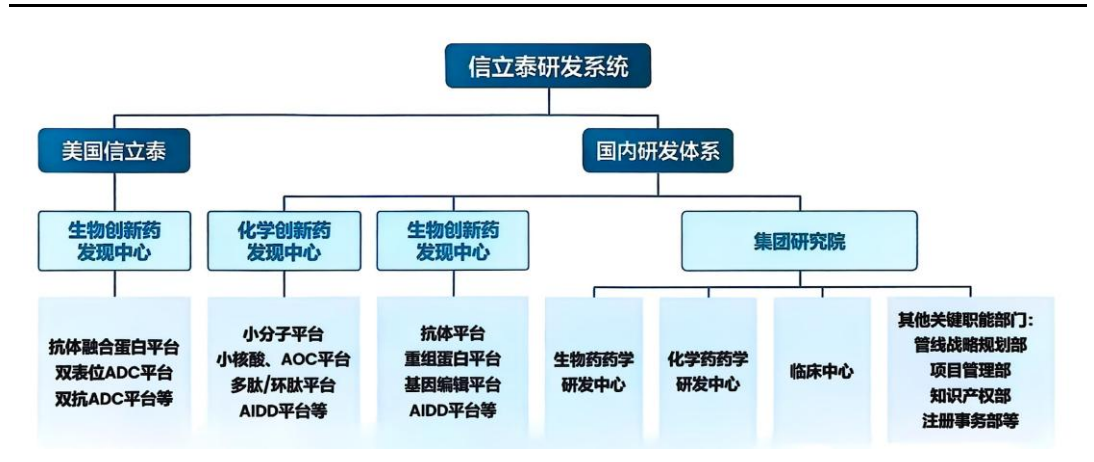 信立泰研发系统
美国信立泰
国内研发体系
生物创新药
发现中心
化学创新药
发现中心
生物创新药
发现中心
集团研究院
抗体融合蛋白平台
双表位ADC平台
双抗ADC平台等
小分子平台
小核酸、AOC平台
多肽/环肽平台
AIDD平台等
抗体平台
重组蛋白平台
基因编辑平台
AIDD平台等
生物药药学
研发中心
化学药药学
研发中心
临床中心
其他关键职能部门：
管线战略规划部
项目管理部
知识产权部
注册事务部等